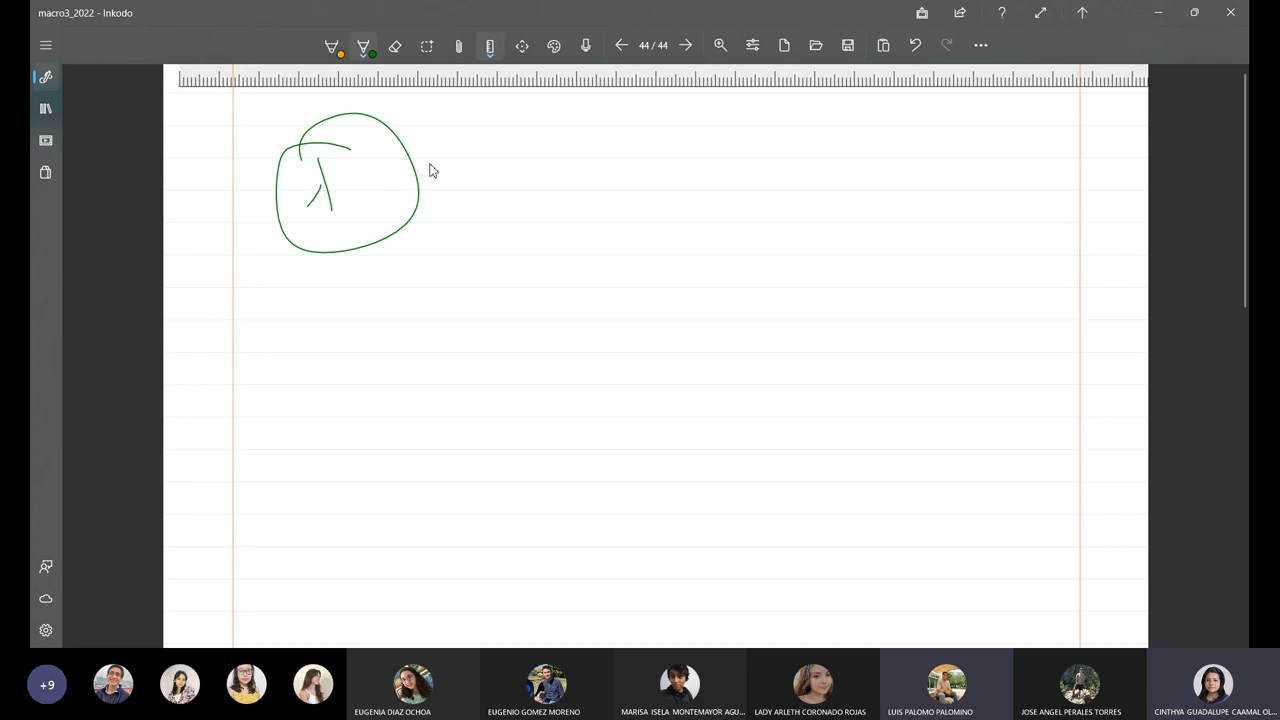 macro3_2022 - Inkodo
44 / 44
λ
+9
EUGENIA DIAZ OCHOA
EUGENIO GOMEZ MORENO
MARISA ISELA MONTEMAYOR AGU...
LADY ARLETH CORONADO ROJAS
LUIS PALOMO PALOMINO
JOSE ANGEL PERALES TORRES
CINTHYA GUADALUPE CAAMAL OL...